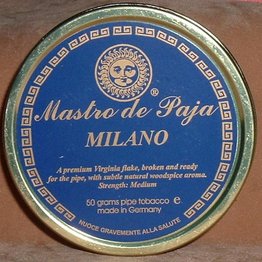 ®
Mastro de Paja
MILANO
A premium Virginia flake, broken and ready
for the pipe, with subtle natural woodspice aroma.
Strength: Medium
50 grams pipe tobacco ℮
made in Germany
NUOCE GRAVEMENTE ALLA SALUTE